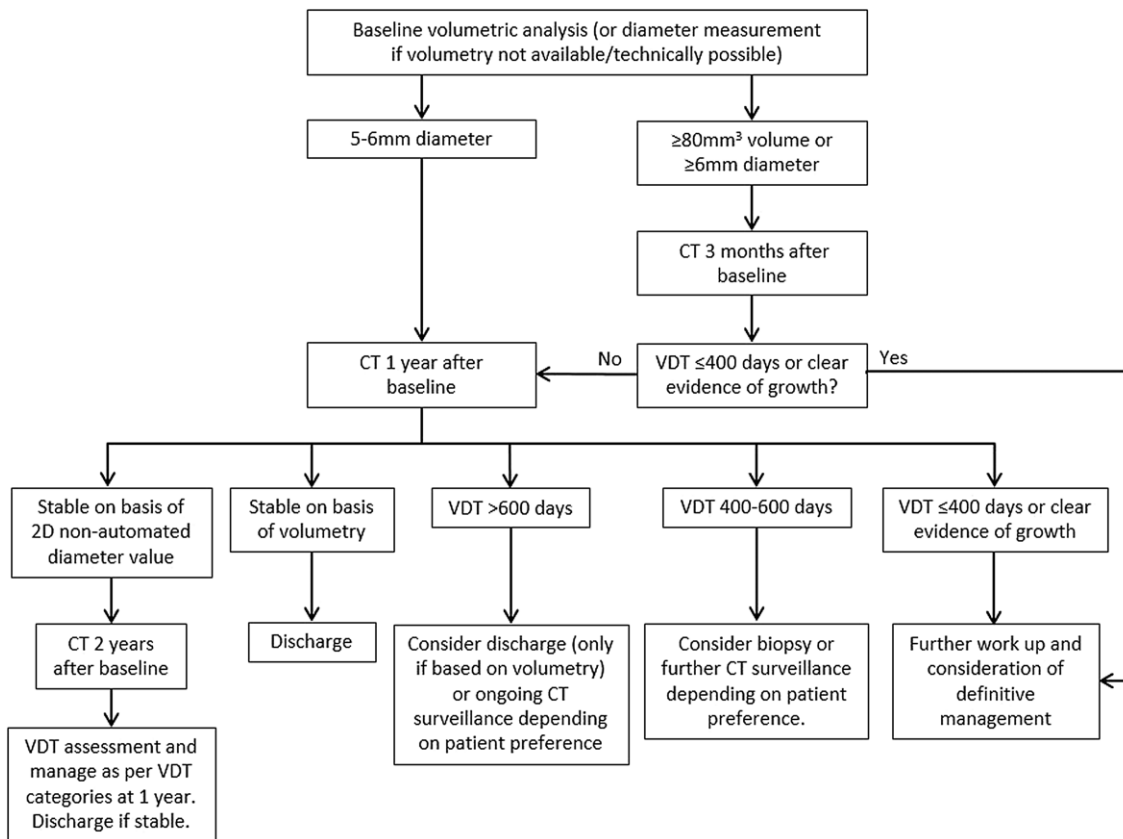 Baseline volumetric analysis (or diameter measurement
if volumetry not available/technically possible)
5-6mm diameter
≥80mm³ volume or
≥6mm diameter
CT 3 months after
baseline
CT 1 year after
baseline
No
VDT ≤400 days or clear
evidence of growth?
Yes
Stable on basis of
2D non-automated
diameter value
Stable on basis
of volumetry
VDT >600 days
VDT 400-600 days
VDT ≤400 days or clear
evidence of growth
CT 2 years
after baseline
Discharge
Consider discharge (only
if based on volumetry)
or ongoing CT
surveillance depending
on patient preference
Consider biopsy or
further CT surveillance
depending on patient
preference.
Further work up and
consideration of
definitive
management
VDT assessment and
manage as per VDT
categories at 1 year.
Discharge if stable.